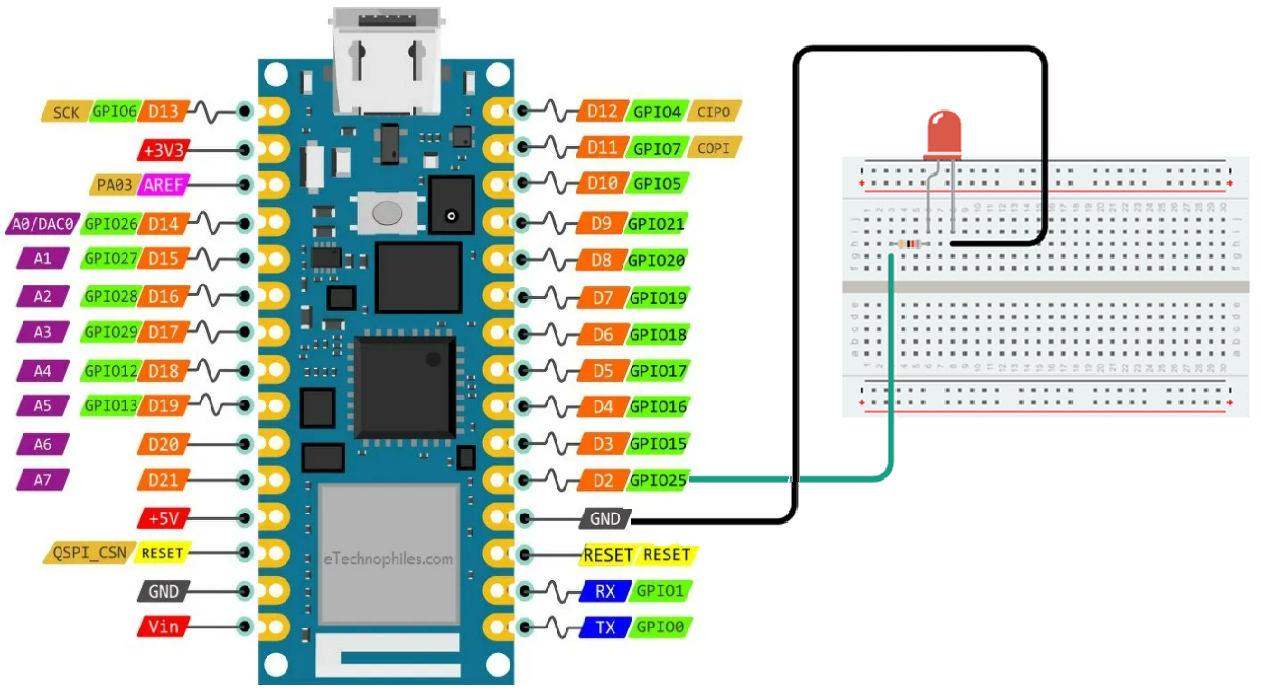 SCK GPIO6 D13
+3V3
PA03 AREF
A0/DAC0 GPIO26 D14
A1 GPIO27 D15
A2 GPIO28 D16
A3 GPIO29 D17
A4 GPIO12 D18
A5 GPIO13 D19
A6 D20
A7 D21
+5V
QSPI_CSN RESET
GND
Vin
eTechnophiles.com
D12 GPIO4 CIPO
D11 GPIO7 COPI
D10 GPIO5
D9 GPIO21
D8 GPIO20
D7 GPIO19
D6 GPIO18
D5 GPIO17
D4 GPIO16
D3 GPIO15
D2 GPIO25
GND
RESET RESET
RX GPIO1
TX GPIO0